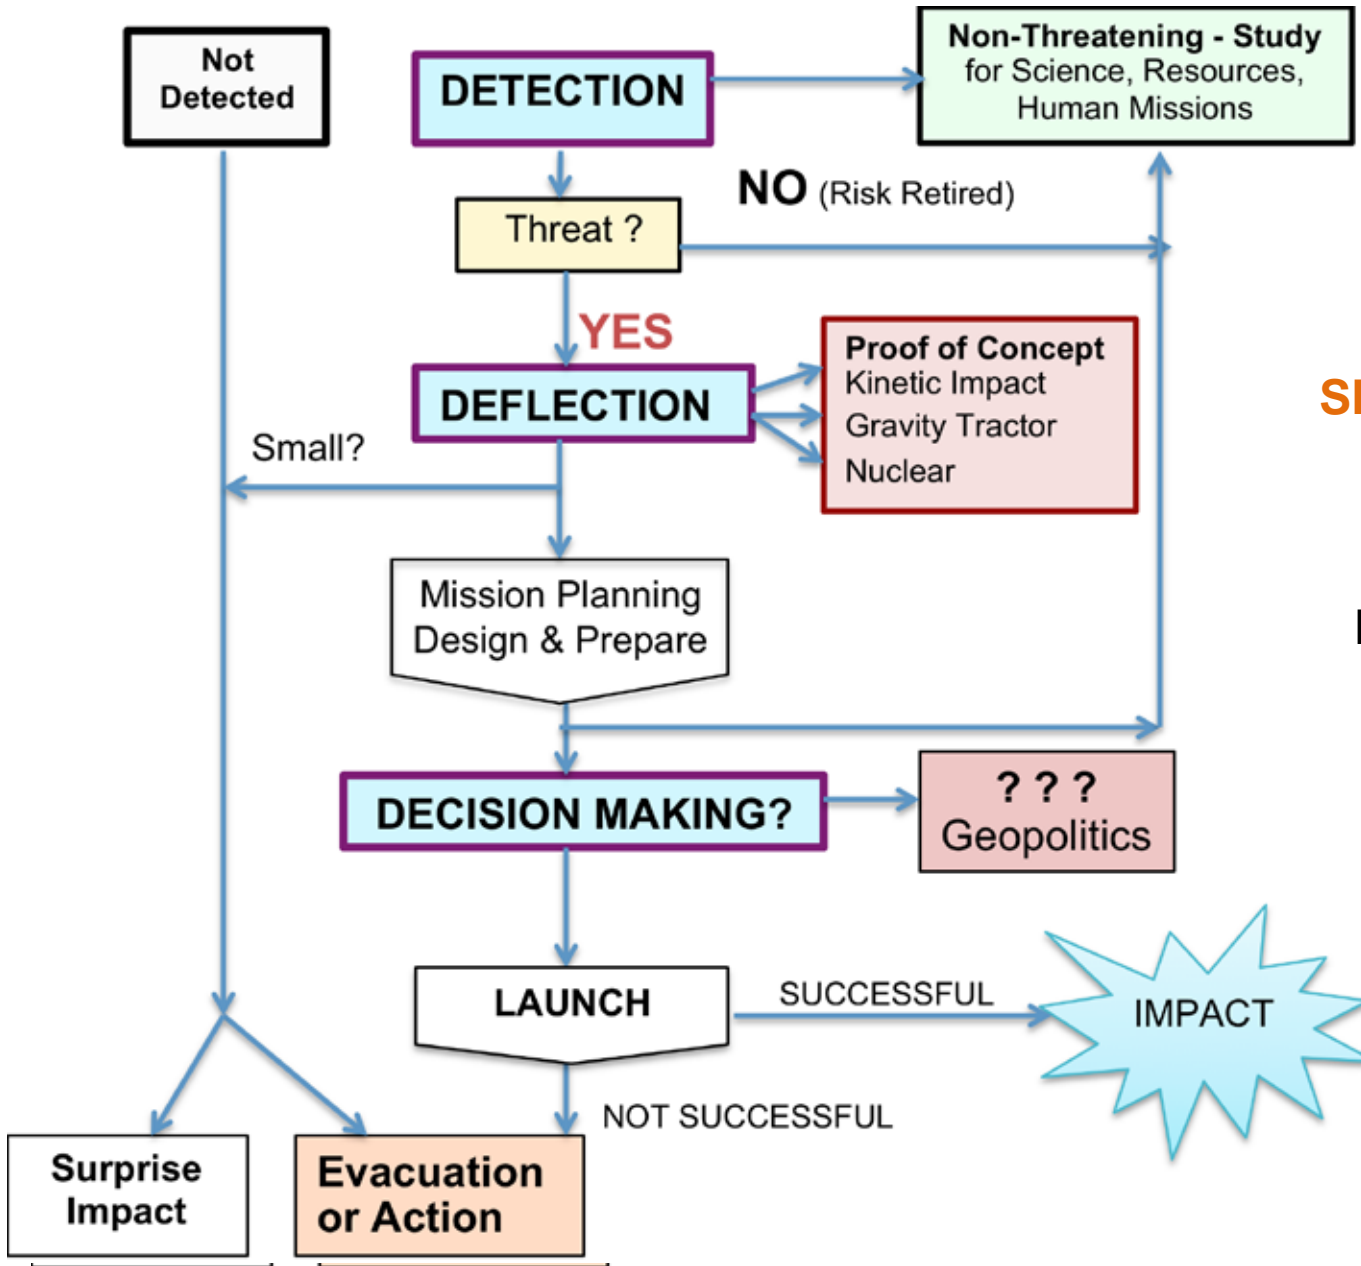 Not
Detected
DETECTION
Non-Threatening - Study
for Science, Resources,
Human Missions
NO (Risk Retired)
Threat ?
YES
Proof of Concept
Kinetic Impact
Gravity Tractor
Nuclear
DEFLECTION
Small?
Mission Planning
Design & Prepare
DECISION MAKING?
? ? ?
Geopolitics
LAUNCH
SUCCESSFUL
IMPACT
NOT SUCCESSFUL
Surprise
Impact
Evacuation
or Action